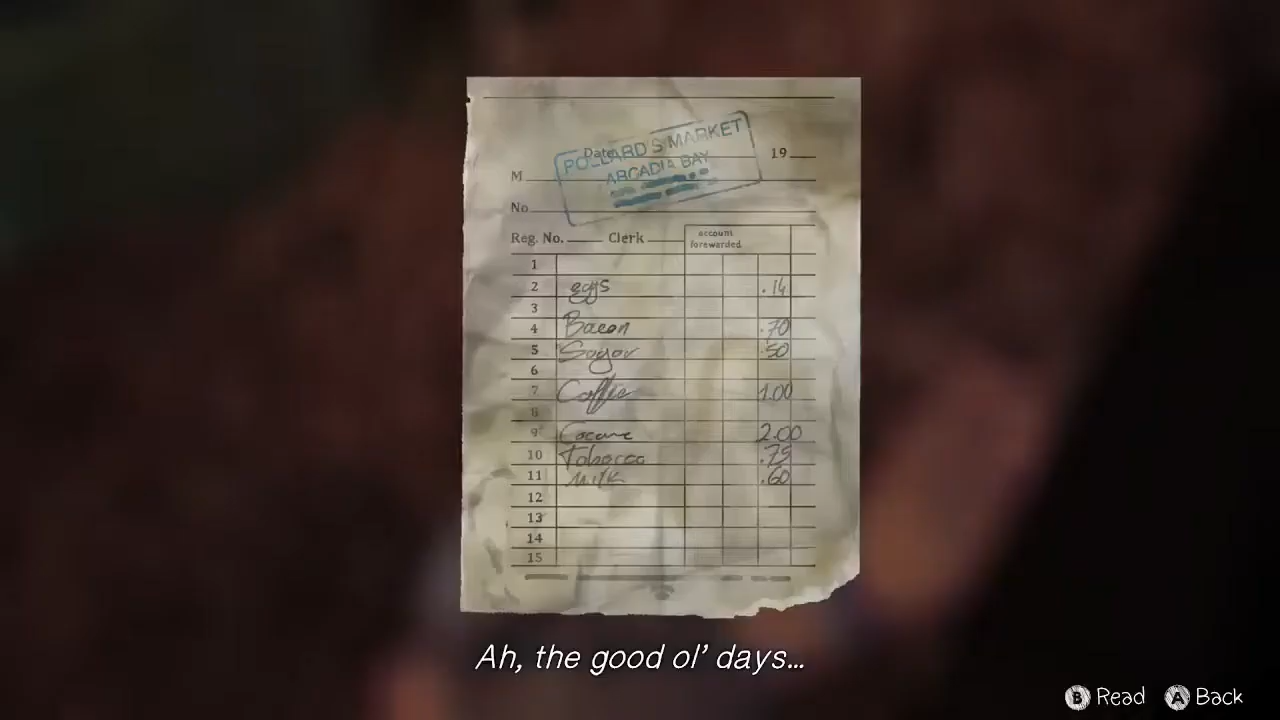 Date 19
POLLARD'S MARKET
ARCADIA BAY
M
No.
Reg. No. Clerk account forewarded
1
2 eggs .14
3
4 Bacon .70
5 Sugar .50
6
7 Coffie 1.00
8
9 2.00
10 Tobacco .75
11 Milk .60
12
13
14
15
Ah, the good ol' days...
B Read A Back